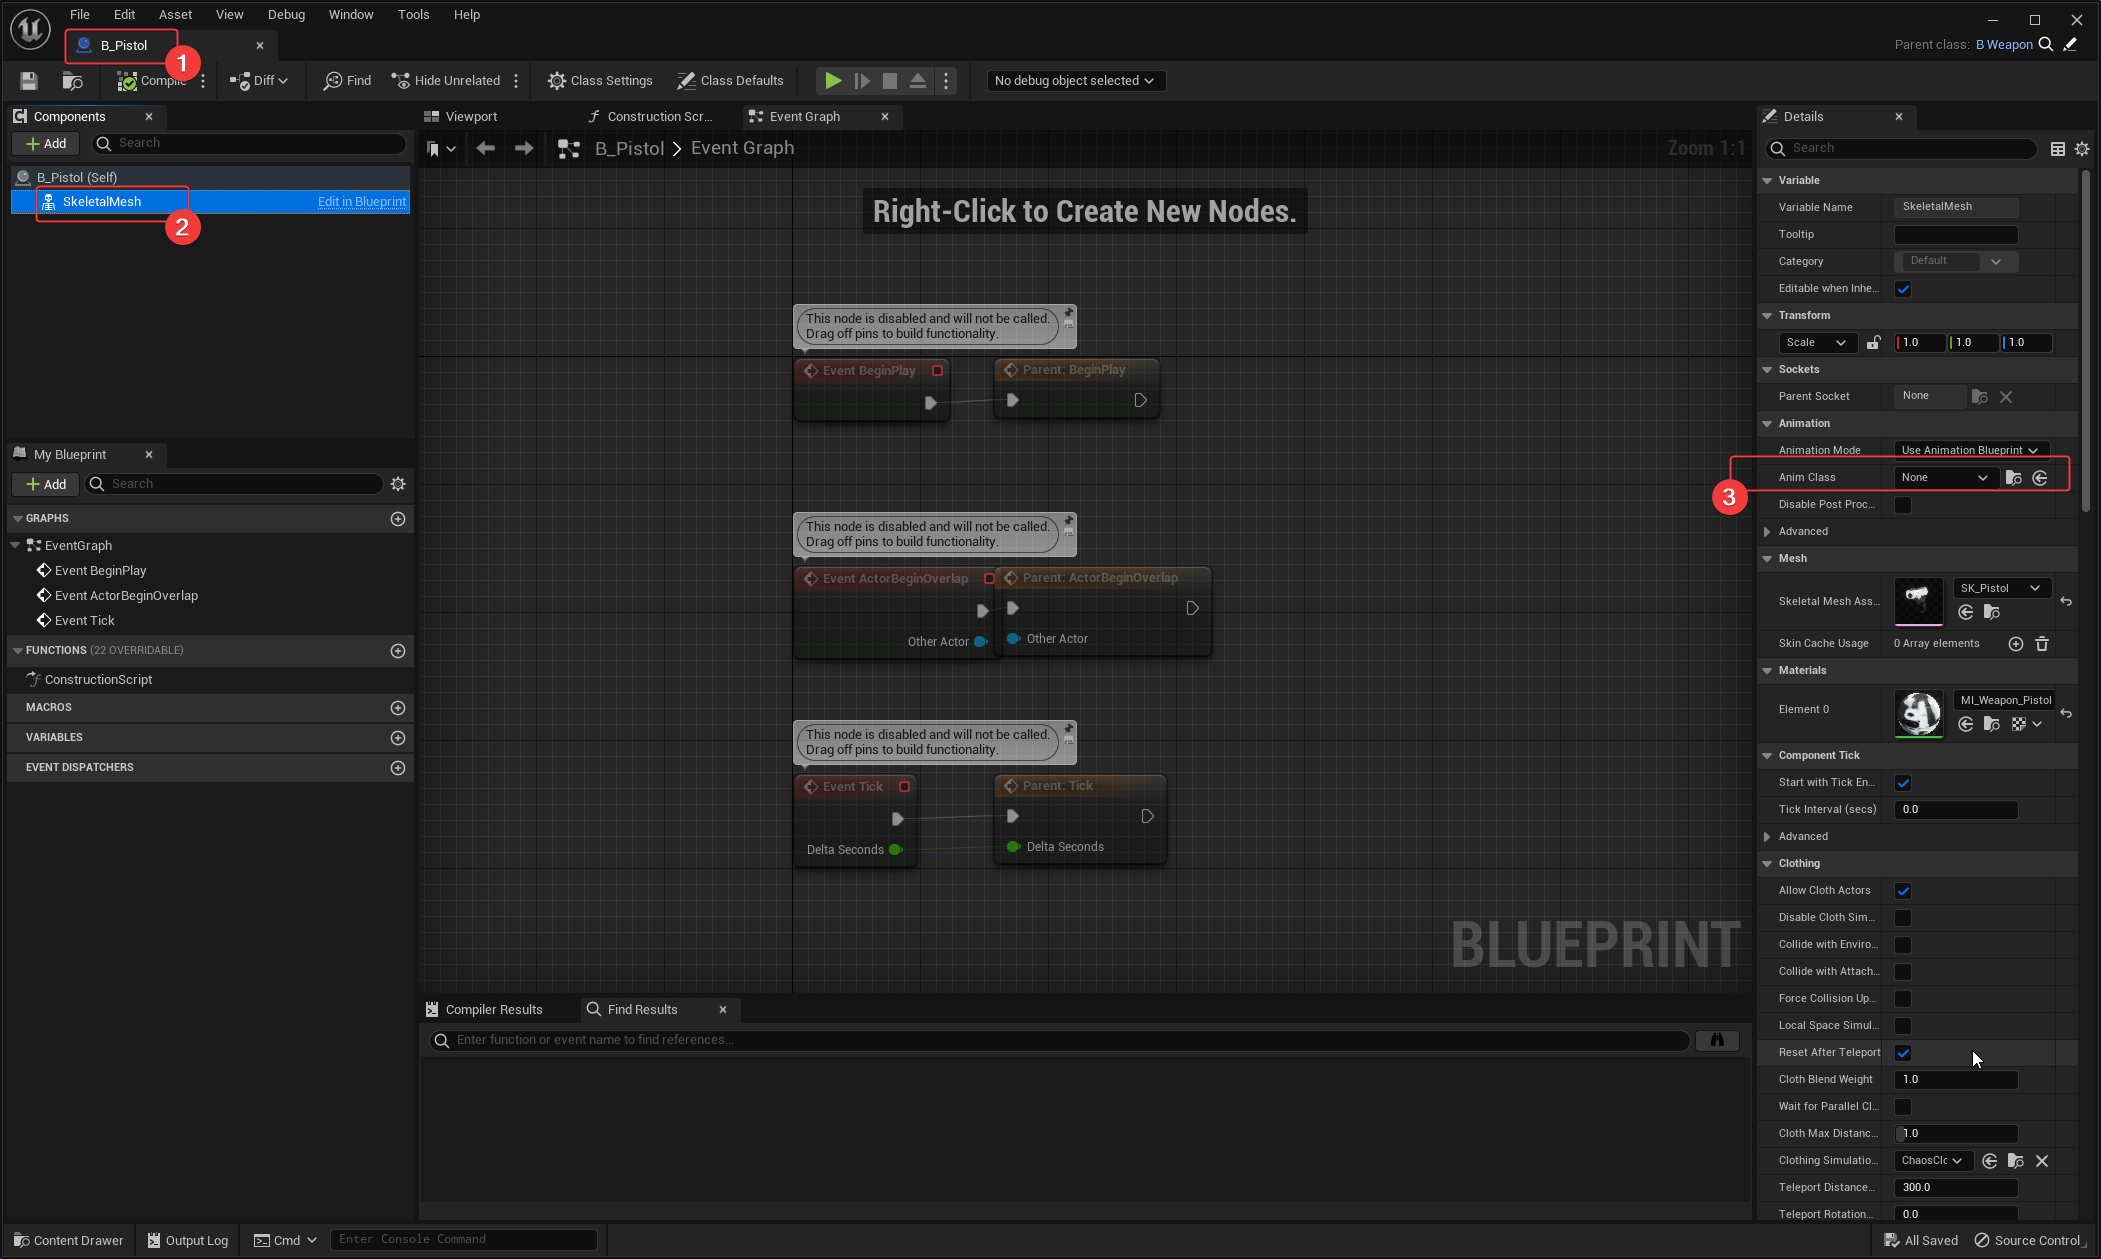 File Edit Asset View Debug Window Tools Help
B_Pistol
1
Parent class: B Weapon
Compile
Diff
Find
Hide Unrelated
Class Settings
Class Defaults
No debug object selected
Components
Add
Search
B_Pistol (Self)
SkeletalMesh
Edit in Blueprint
2
My Blueprint
Add
Search
GRAPHS
EventGraph
Event BeginPlay
Event ActorBeginOverlap
Event Tick
FUNCTIONS (22 OVERRIDABLE)
ConstructionScript
MACROS
VARIABLES
EVENT DISPATCHERS
Viewport
Construction Scr...
Event Graph
B_Pistol > Event Graph
Zoom 1:1
Right-Click to Create New Nodes.
This node is disabled and will not be called.
Drag off pins to build functionality.
Event BeginPlay
Parent: BeginPlay
This node is disabled and will not be called.
Drag off pins to build functionality.
Event ActorBeginOverlap
Parent: ActorBeginOverlap
Other Actor
Other Actor
This node is disabled and will not be called.
Drag off pins to build functionality.
Event Tick
Parent: Tick
Delta Seconds
Delta Seconds
BLUEPRINT
Compiler Results
Find Results
Enter function or event name to find references...
Details
Search
Variable
Variable Name SkeletalMesh
Tooltip
Category Default
Editable when Inhe...
Transform
Scale 1.0 1.0 1.0
Sockets
Parent Socket None
Animation
Animation Mode Use Animation Blueprint
Anim Class None
3
Disable Post Proc...
Advanced
Mesh
Skeletal Mesh Ass... SK_Pistol
Skin Cache Usage 0 Array elements
Materials
Element 0 MI_Weapon_Pistol
Component Tick
Start with Tick En...
Tick Interval (secs) 0.0
Advanced
Clothing
Allow Cloth Actors
Disable Cloth Sim...
Collide with Enviro...
Collide with Attach...
Force Collision Up...
Local Space Simul...
Reset After Teleport
Cloth Blend Weight 1.0
Wait for Parallel Cl...
Cloth Max Distanc... 1.0
Clothing Simulatio... ChaosClo
Teleport Distance... 300.0
Teleport Rotation... 0.0
Content Drawer
Output Log
Cmd
Enter Console Command
All Saved
Source Control